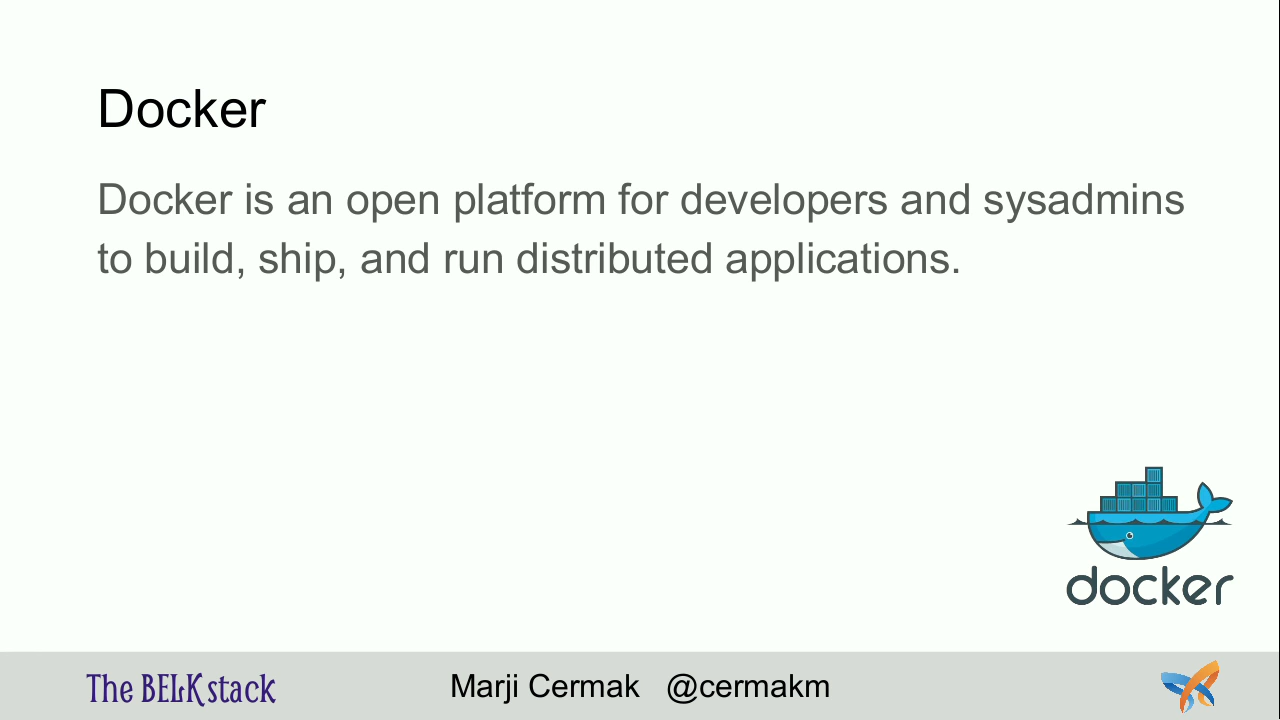 Docker
Docker is an open platform for developers and sysadmins
to build, ship, and run distributed applications.
docker
The BELK stack
Marji Cermak @cermakm